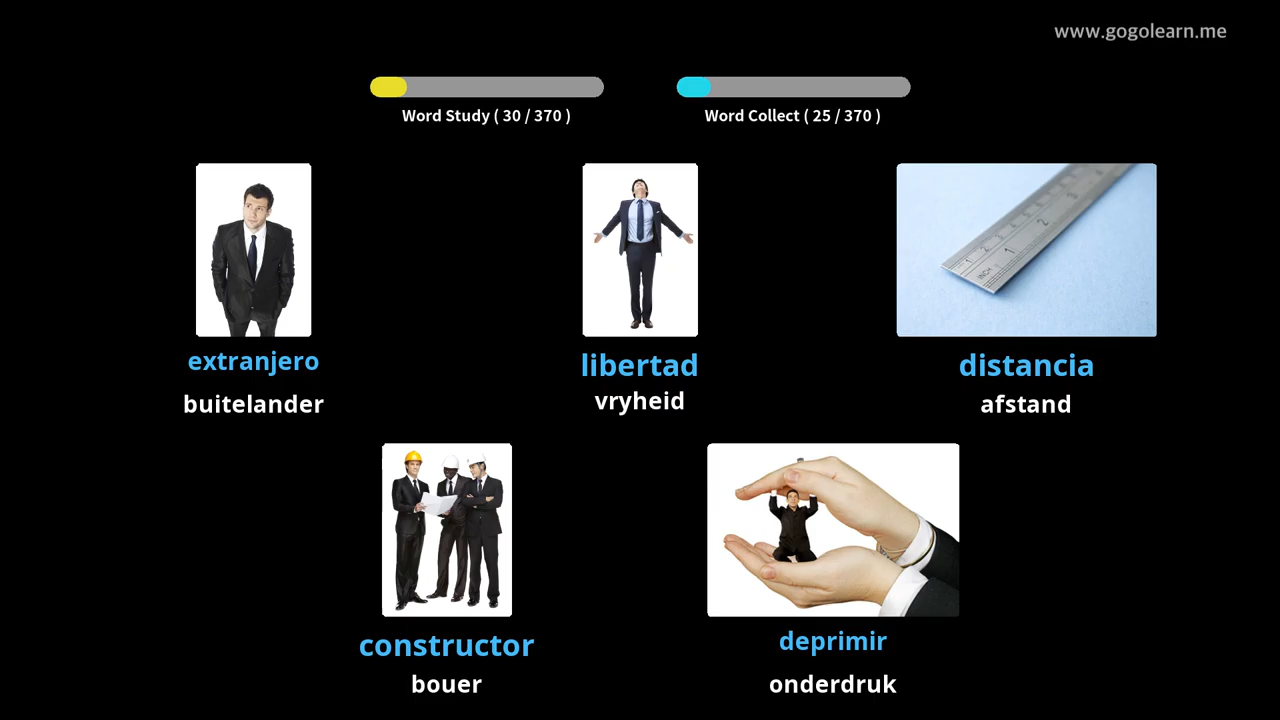 www.gogolearn.me
Word Study ( 30 / 370 )
Word Collect ( 25 / 370 )
extranjero
buitelander
libertad
vryheid
distancia
afstand
constructor
bouer
deprimir
onderdruk